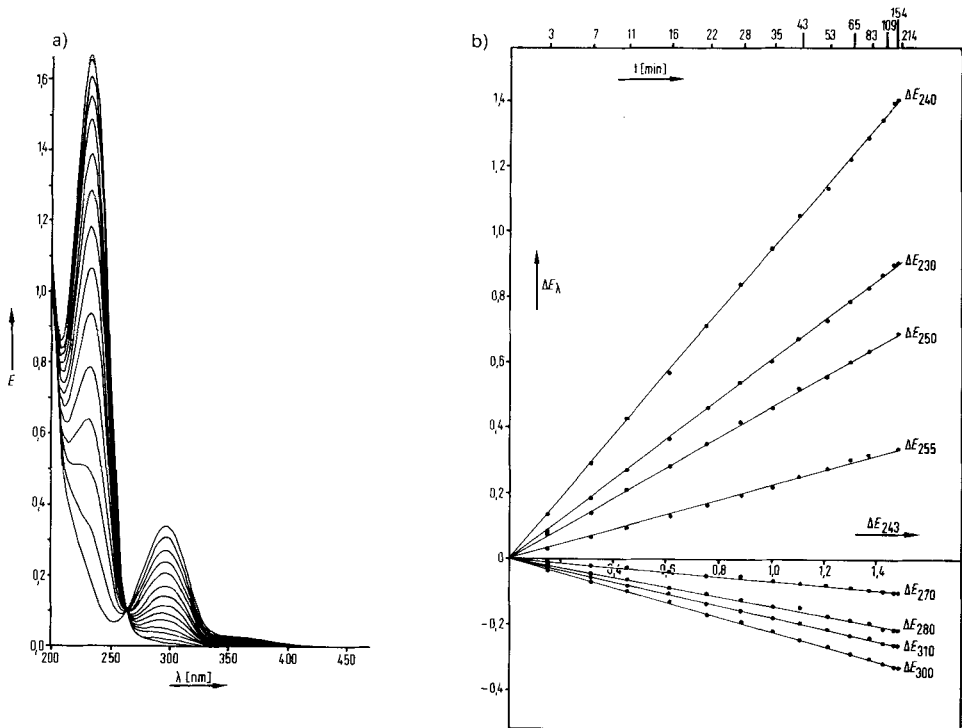 a)
1,6
1,4
1,2
1,0
0,8
E
0,6
0,4
0,2
0,1
0,0
200 250 300 350 400 450
λ [nm]
b)
154
3 7 11 16 22 28 35 43 53 65 83 109 214
t [min]
1,4
1,2
1,0
0,8
0,6
0,4
0,2
0
−0,2
−0,4
ΔE_λ
ΔE₂₄₀
ΔE₂₃₀
ΔE₂₅₀
ΔE₂₅₅
ΔE₂₄₃
0,4 0,6 0,8 1,0 1,2 1,4
ΔE₂₇₀
ΔE₂₈₀
ΔE₃₁₀
ΔE₃₀₀